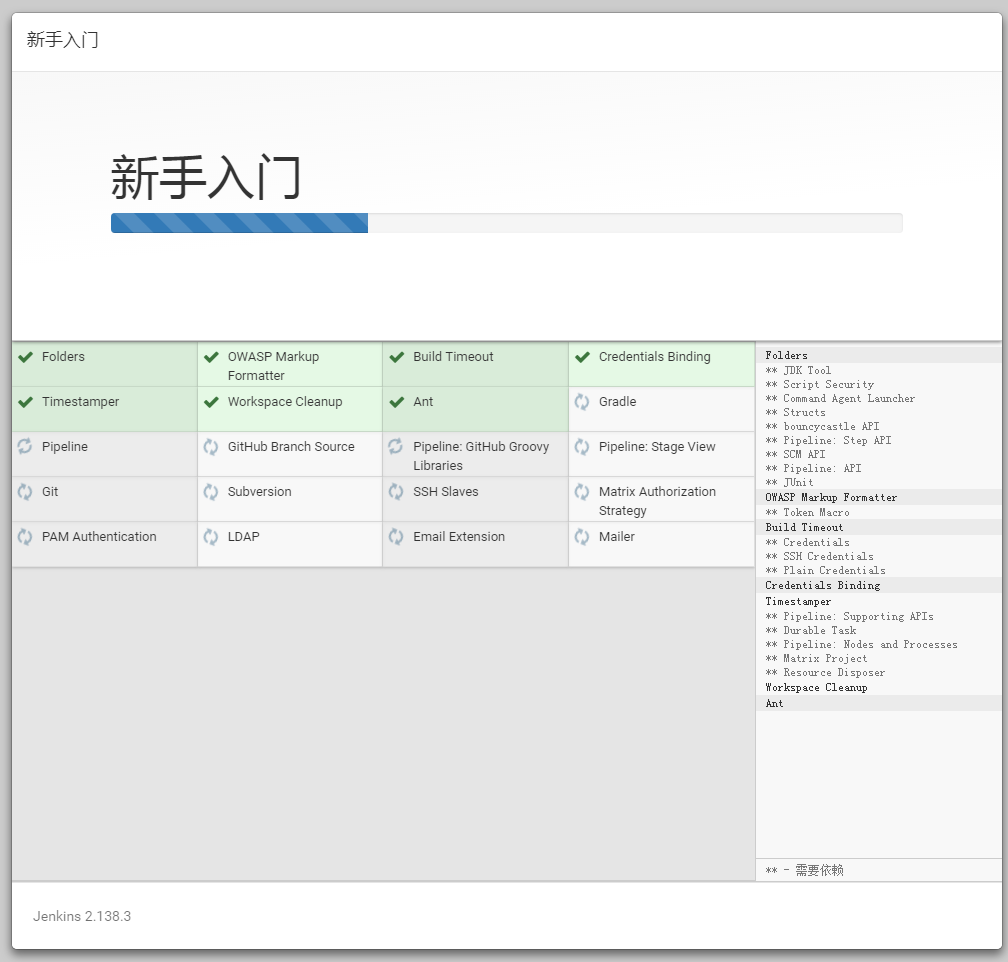 新手入门
新手入门
Folders
OWASP Markup
Formatter
Build Timeout
Credentials Binding
Timestamper
Workspace Cleanup
Ant
Gradle
Pipeline
GitHub Branch Source
Pipeline: GitHub Groovy
Libraries
Pipeline: Stage View
Git
Subversion
SSH Slaves
Matrix Authorization
Strategy
PAM Authentication
LDAP
Email Extension
Mailer
Folders
** JDK Tool
** Script Security
** Command Agent Launcher
** Structs
** bouncycastle API
** Pipeline: Step API
** SCM API
** Pipeline: API
** JUnit
OWASP Markup Formatter
** Token Macro
Build Timeout
** Credentials
** SSH Credentials
** Plain Credentials
Credentials Binding
Timestamper
** Pipeline: Supporting APIs
** Durable Task
** Pipeline: Nodes and Processes
** Matrix Project
** Resource Disposer
Workspace Cleanup
Ant
** - 需要依赖
Jenkins 2.138.3